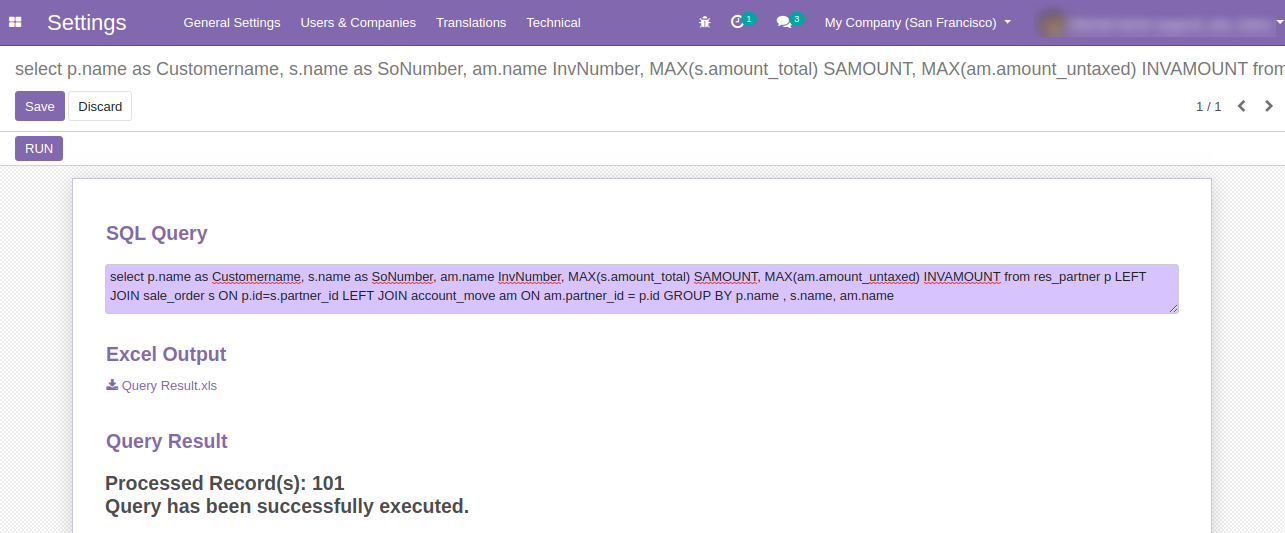 Settings General Settings Users & Companies Translations Technical 1 3 My Company (San Francisco)
select p.name as Customername, s.name as SoNumber, am.name InvNumber, MAX(s.amount_total) SAMOUNT, MAX(am.amount_untaxed) INVAMOUNT from
Save Discard 1 / 1
RUN
SQL Query
select p.name as Customername, s.name as SoNumber, am.name InvNumber, MAX(s.amount_total) SAMOUNT, MAX(am.amount_untaxed) INVAMOUNT from res_partner p LEFT
JOIN sale_order s ON p.id=s.partner_id LEFT JOIN account_move am ON am.partner_id = p.id GROUP BY p.name , s.name, am.name
Excel Output
Query Result.xls
Query Result
Processed Record(s): 101
Query has been successfully executed.